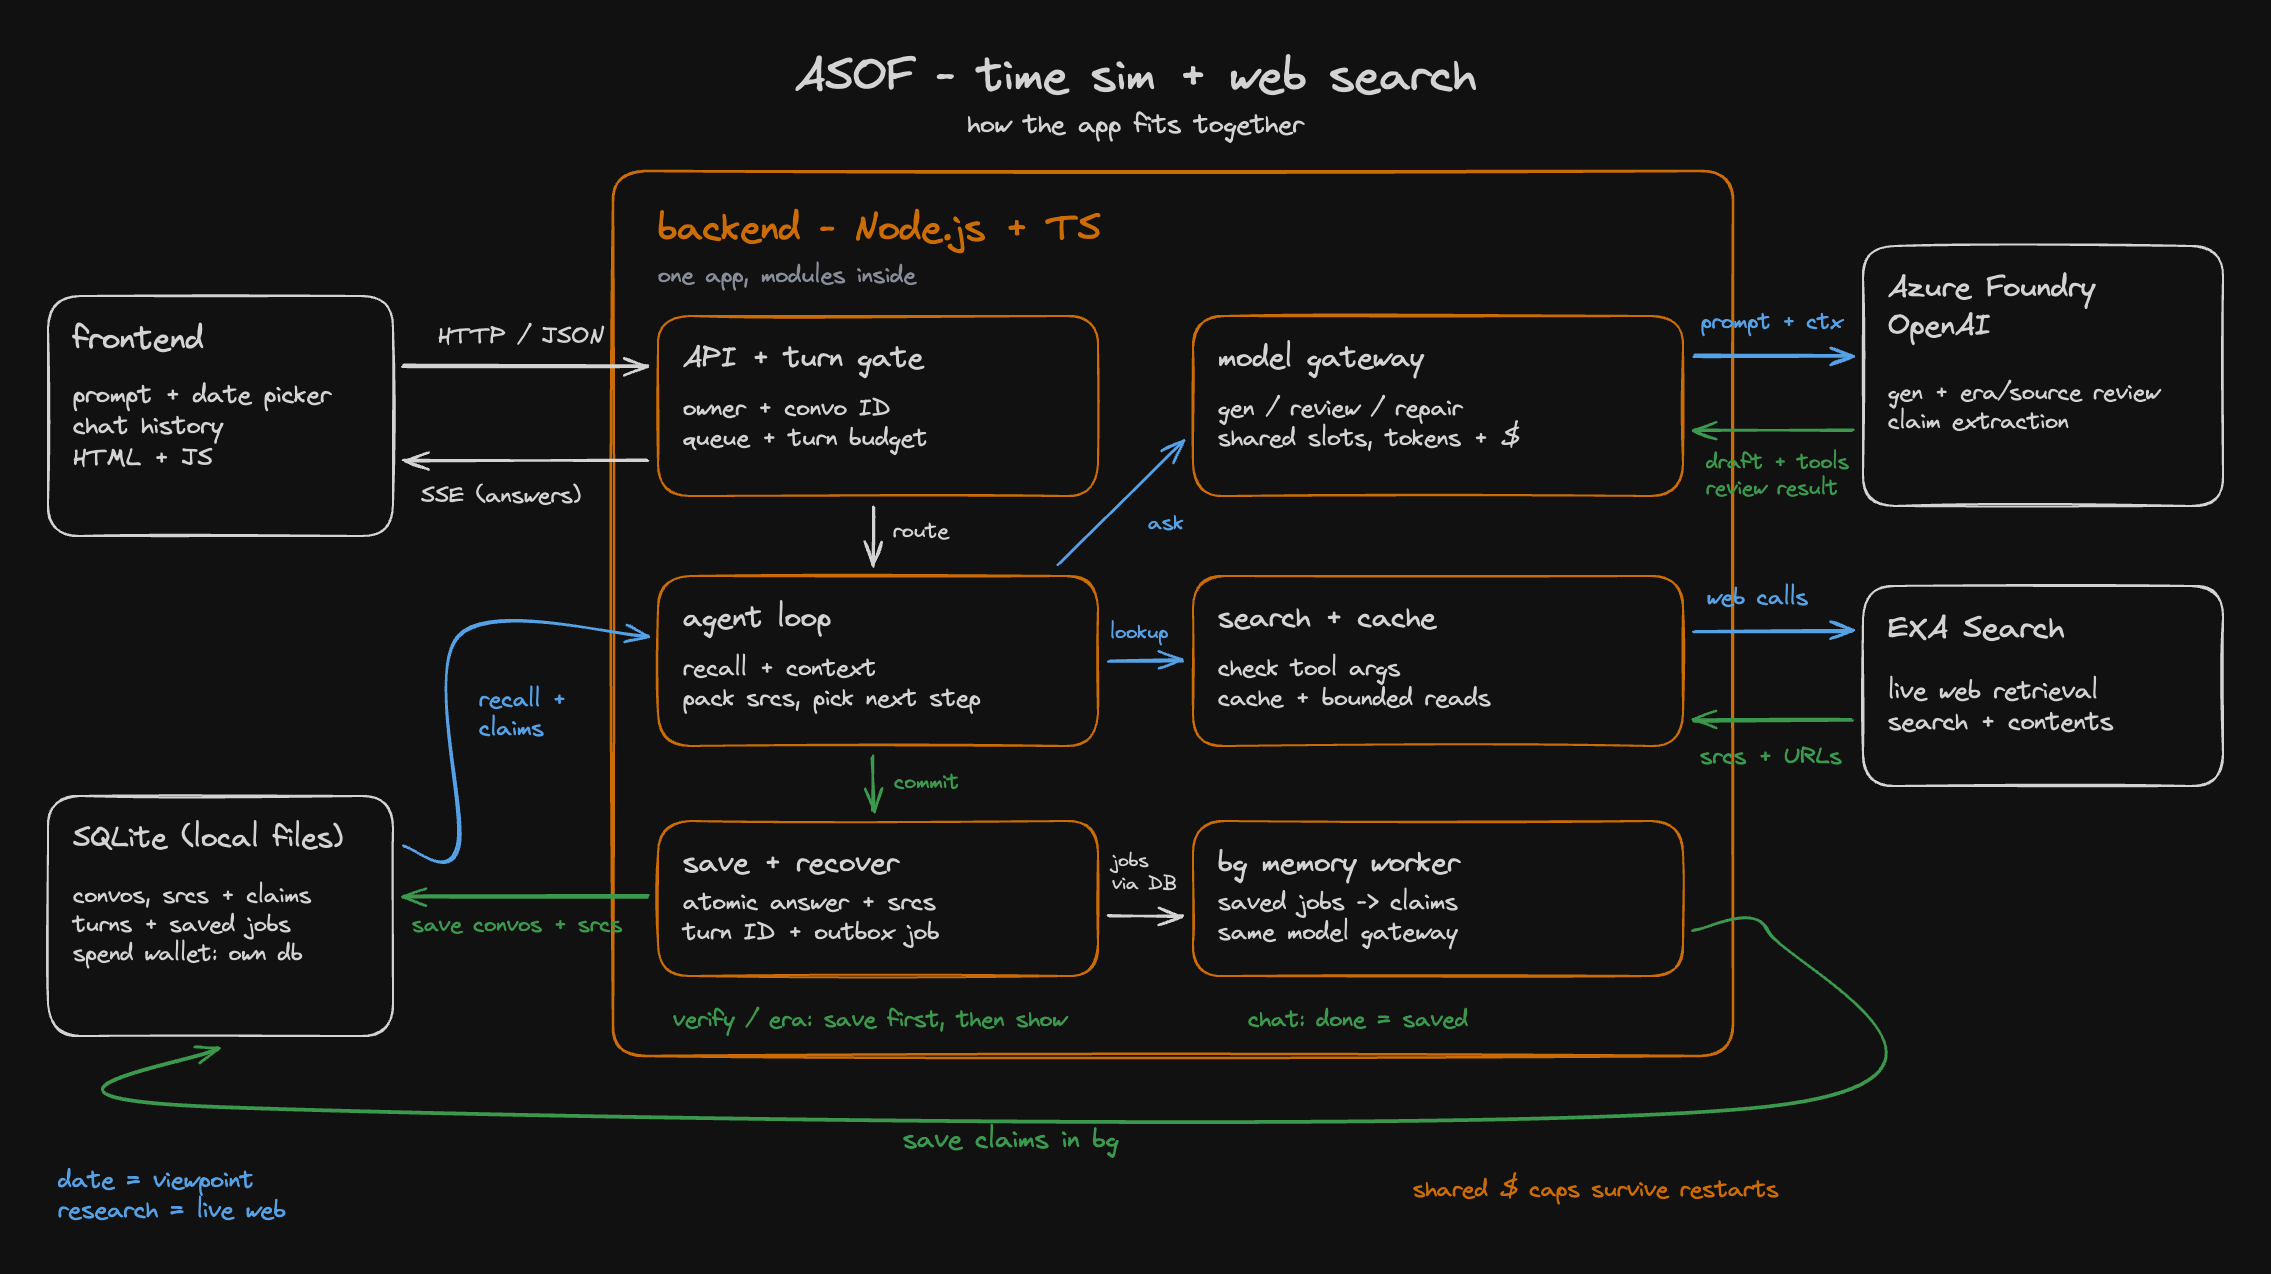 ASOF - time sim + web search
how the app fits together
backend - Node.js + TS
one app, modules inside
frontend
prompt + date picker
chat history
HTML + JS
HTTP / JSON
SSE (answers)
API + turn gate
owner + convo ID
queue + turn budget
model gateway
gen / review / repair
shared slots, tokens + $
prompt + ctx
draft + tools
review result
Azure Foundry
OpenAI
gen + era/source review
claim extraction
route
ask
agent loop
recall + context
pack srcs, pick next step
lookup
search + cache
check tool args
cache + bounded reads
web calls
srcs + URLs
EXA Search
live web retrieval
search + contents
recall +
claims
commit
SQLite (local files)
convos, srcs + claims
turns + saved jobs
spend wallet: own db
save convos + srcs
save + recover
atomic answer + srcs
turn ID + outbox job
jobs
via DB
bg memory worker
saved jobs -> claims
same model gateway
verify / era: save first, then show
chat: done = saved
save claims in bg
date = viewpoint
research = live web
shared $ caps survive restarts